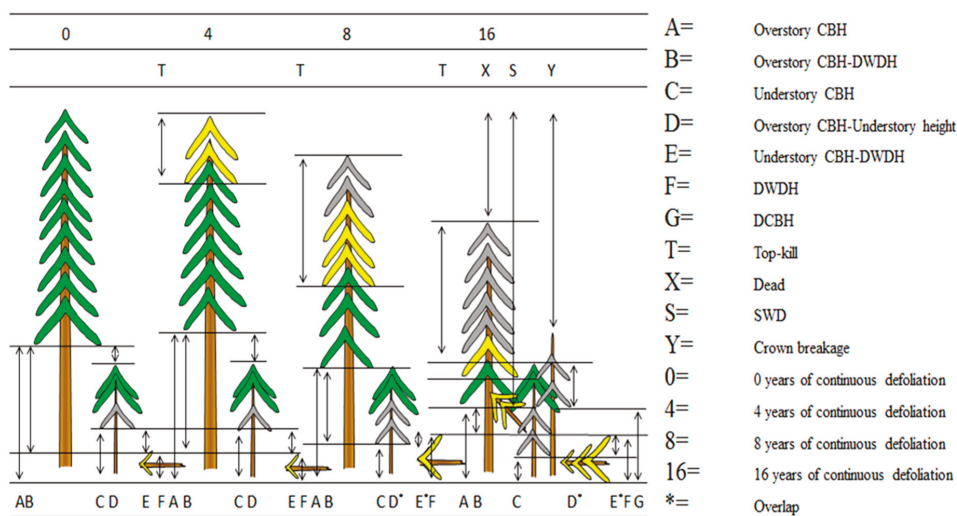 0 4 8 16
T T T X S Y
AB C D E F A B C D E F A B C D* E*F A B C D* E*F G
A= Overstory CBH
B= Overstory CBH-DWDH
C= Understory CBH
D= Overstory CBH-Understory height
E= Understory CBH-DWDH
F= DWDH
G= DCBH
T= Top-kill
X= Dead
S= SWD
Y= Crown breakage
0= 0 years of continuous defoliation
4= 4 years of continuous defoliation
8= 8 years of continuous defoliation
16= 16 years of continuous defoliation
*= Overlap